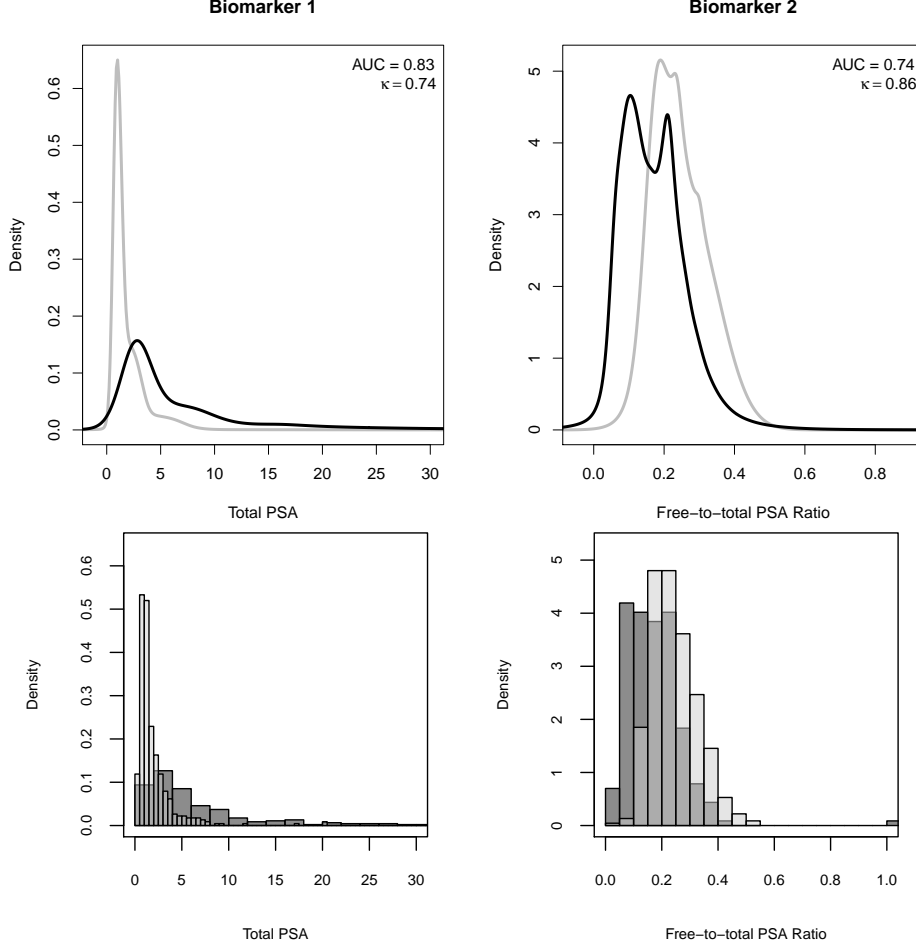 Biomarker 1
Biomarker 2
AUC = 0.83
κ = 0.74
0.0 0.1 0.2 0.3 0.4 0.5 0.6
Density
0 5 10 15 20 25 30
Total PSA
AUC = 0.74
κ = 0.86
0 1 2 3 4 5
Density
0.0 0.2 0.4 0.6 0.8
Free−to−total PSA Ratio
0.0 0.1 0.2 0.3 0.4 0.5 0.6
Density
0 5 10 15 20 25 30
Total PSA
0 1 2 3 4 5
Density
0.0 0.2 0.4 0.6 0.8 1.0
Free−to−total PSA Ratio